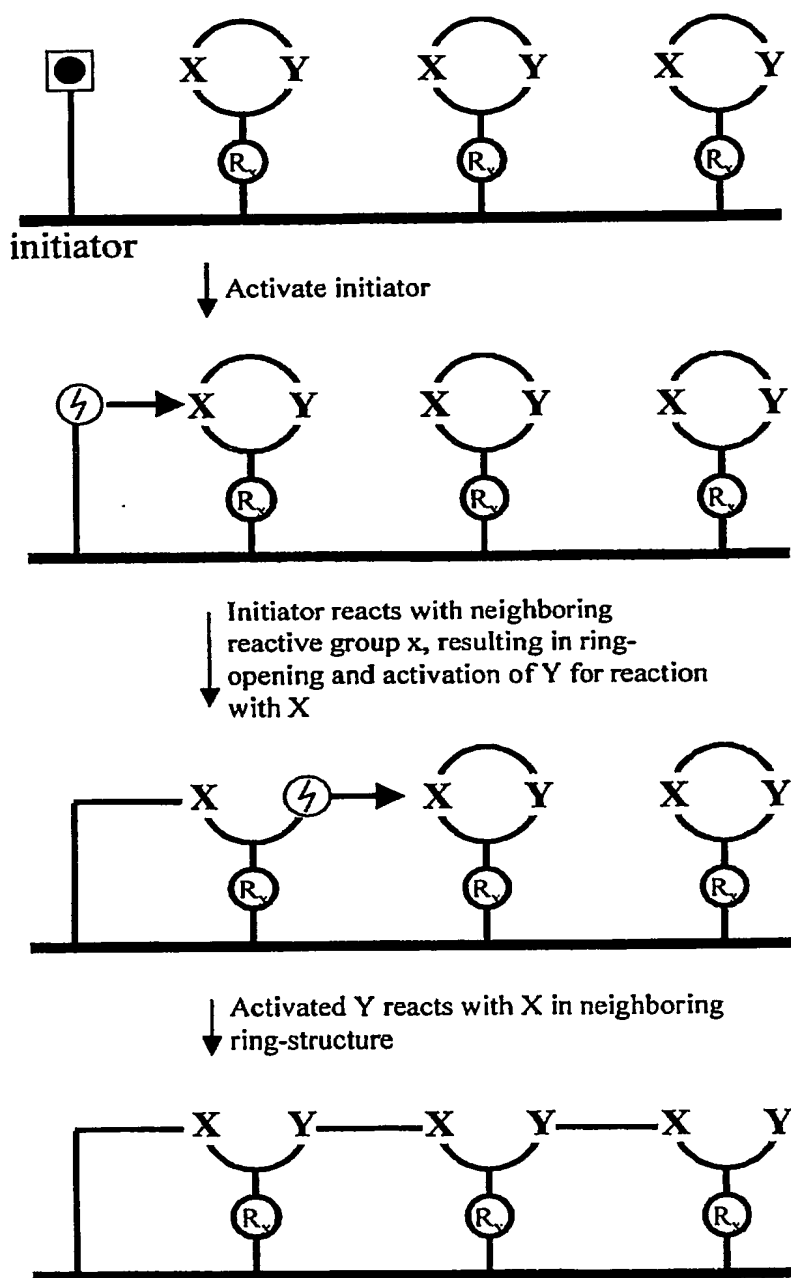 X Y X Y X Y
Rx Rx Rx
initiator
Activate initiator
X Y X Y X Y
Rx Rx Rx
Initiator reacts with neighboring
reactive group x, resulting in ring-
opening and activation of Y for reaction
with X
X X Y X Y
Rx Rx Rx
Activated Y reacts with X in neighboring
ring-structure
X Y X Y X Y
Rx Rx Rx